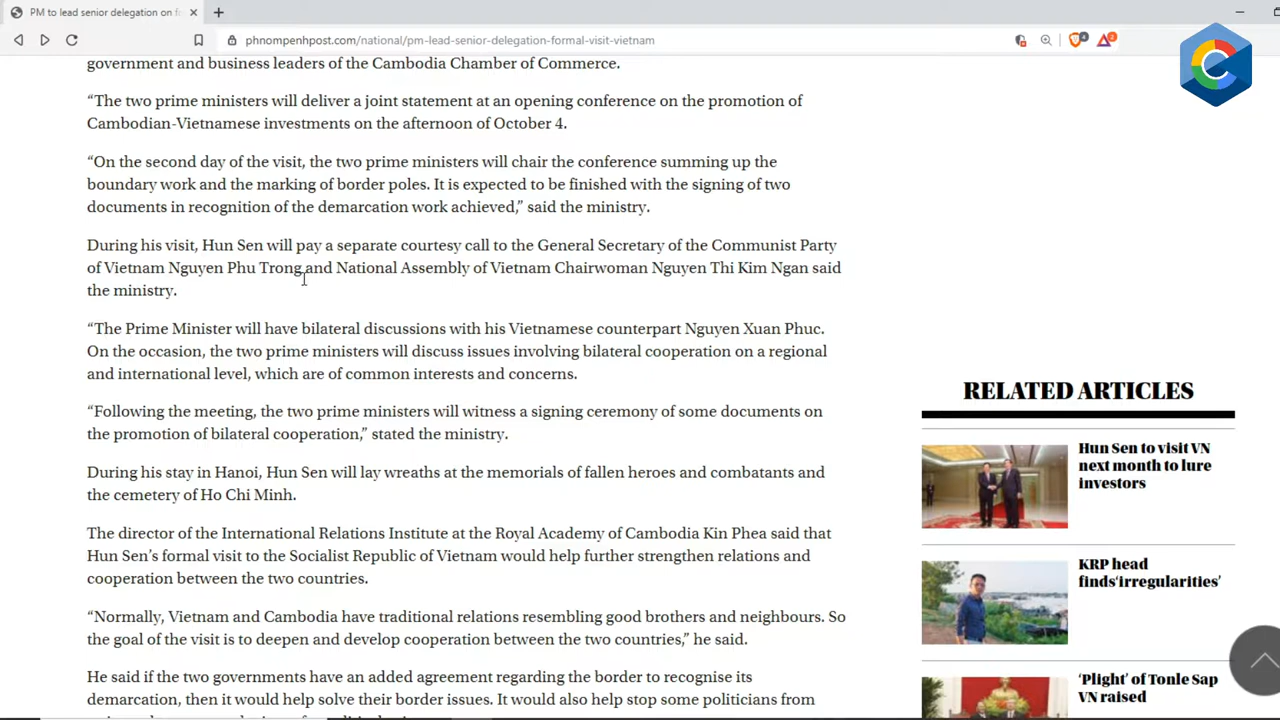 PM to lead senior delegation on f
phnompenhpost.com/national/pm-lead-senior-delegation-formal-visit-vietnam
4
2
government and business leaders of the Cambodia Chamber of Commerce.
“The two prime ministers will deliver a joint statement at an opening conference on the promotion of
Cambodian-Vietnamese investments on the afternoon of October 4.
“On the second day of the visit, the two prime ministers will chair the conference summing up the
boundary work and the marking of border poles. It is expected to be finished with the signing of two
documents in recognition of the demarcation work achieved,” said the ministry.
During his visit, Hun Sen will pay a separate courtesy call to the General Secretary of the Communist Party
of Vietnam Nguyen Phu Trong and National Assembly of Vietnam Chairwoman Nguyen Thi Kim Ngan said
the ministry.
“The Prime Minister will have bilateral discussions with his Vietnamese counterpart Nguyen Xuan Phuc.
On the occasion, the two prime ministers will discuss issues involving bilateral cooperation on a regional
and international level, which are of common interests and concerns.
“Following the meeting, the two prime ministers will witness a signing ceremony of some documents on
the promotion of bilateral cooperation,” stated the ministry.
During his stay in Hanoi, Hun Sen will lay wreaths at the memorials of fallen heroes and combatants and
the cemetery of Ho Chi Minh.
The director of the International Relations Institute at the Royal Academy of Cambodia Kin Phea said that
Hun Sen’s formal visit to the Socialist Republic of Vietnam would help further strengthen relations and
cooperation between the two countries.
“Normally, Vietnam and Cambodia have traditional relations resembling good brothers and neighbours. So
the goal of the visit is to deepen and develop cooperation between the two countries,” he said.
He said if the two governments have an added agreement regarding the border to recognise its
demarcation, then it would help solve their border issues. It would also help stop some politicians from
RELATED ARTICLES
Hun Sen to visit VN
next month to lure
investors
KRP head
finds‘irregularities’
‘Plight’ of Tonle Sap
VN raised